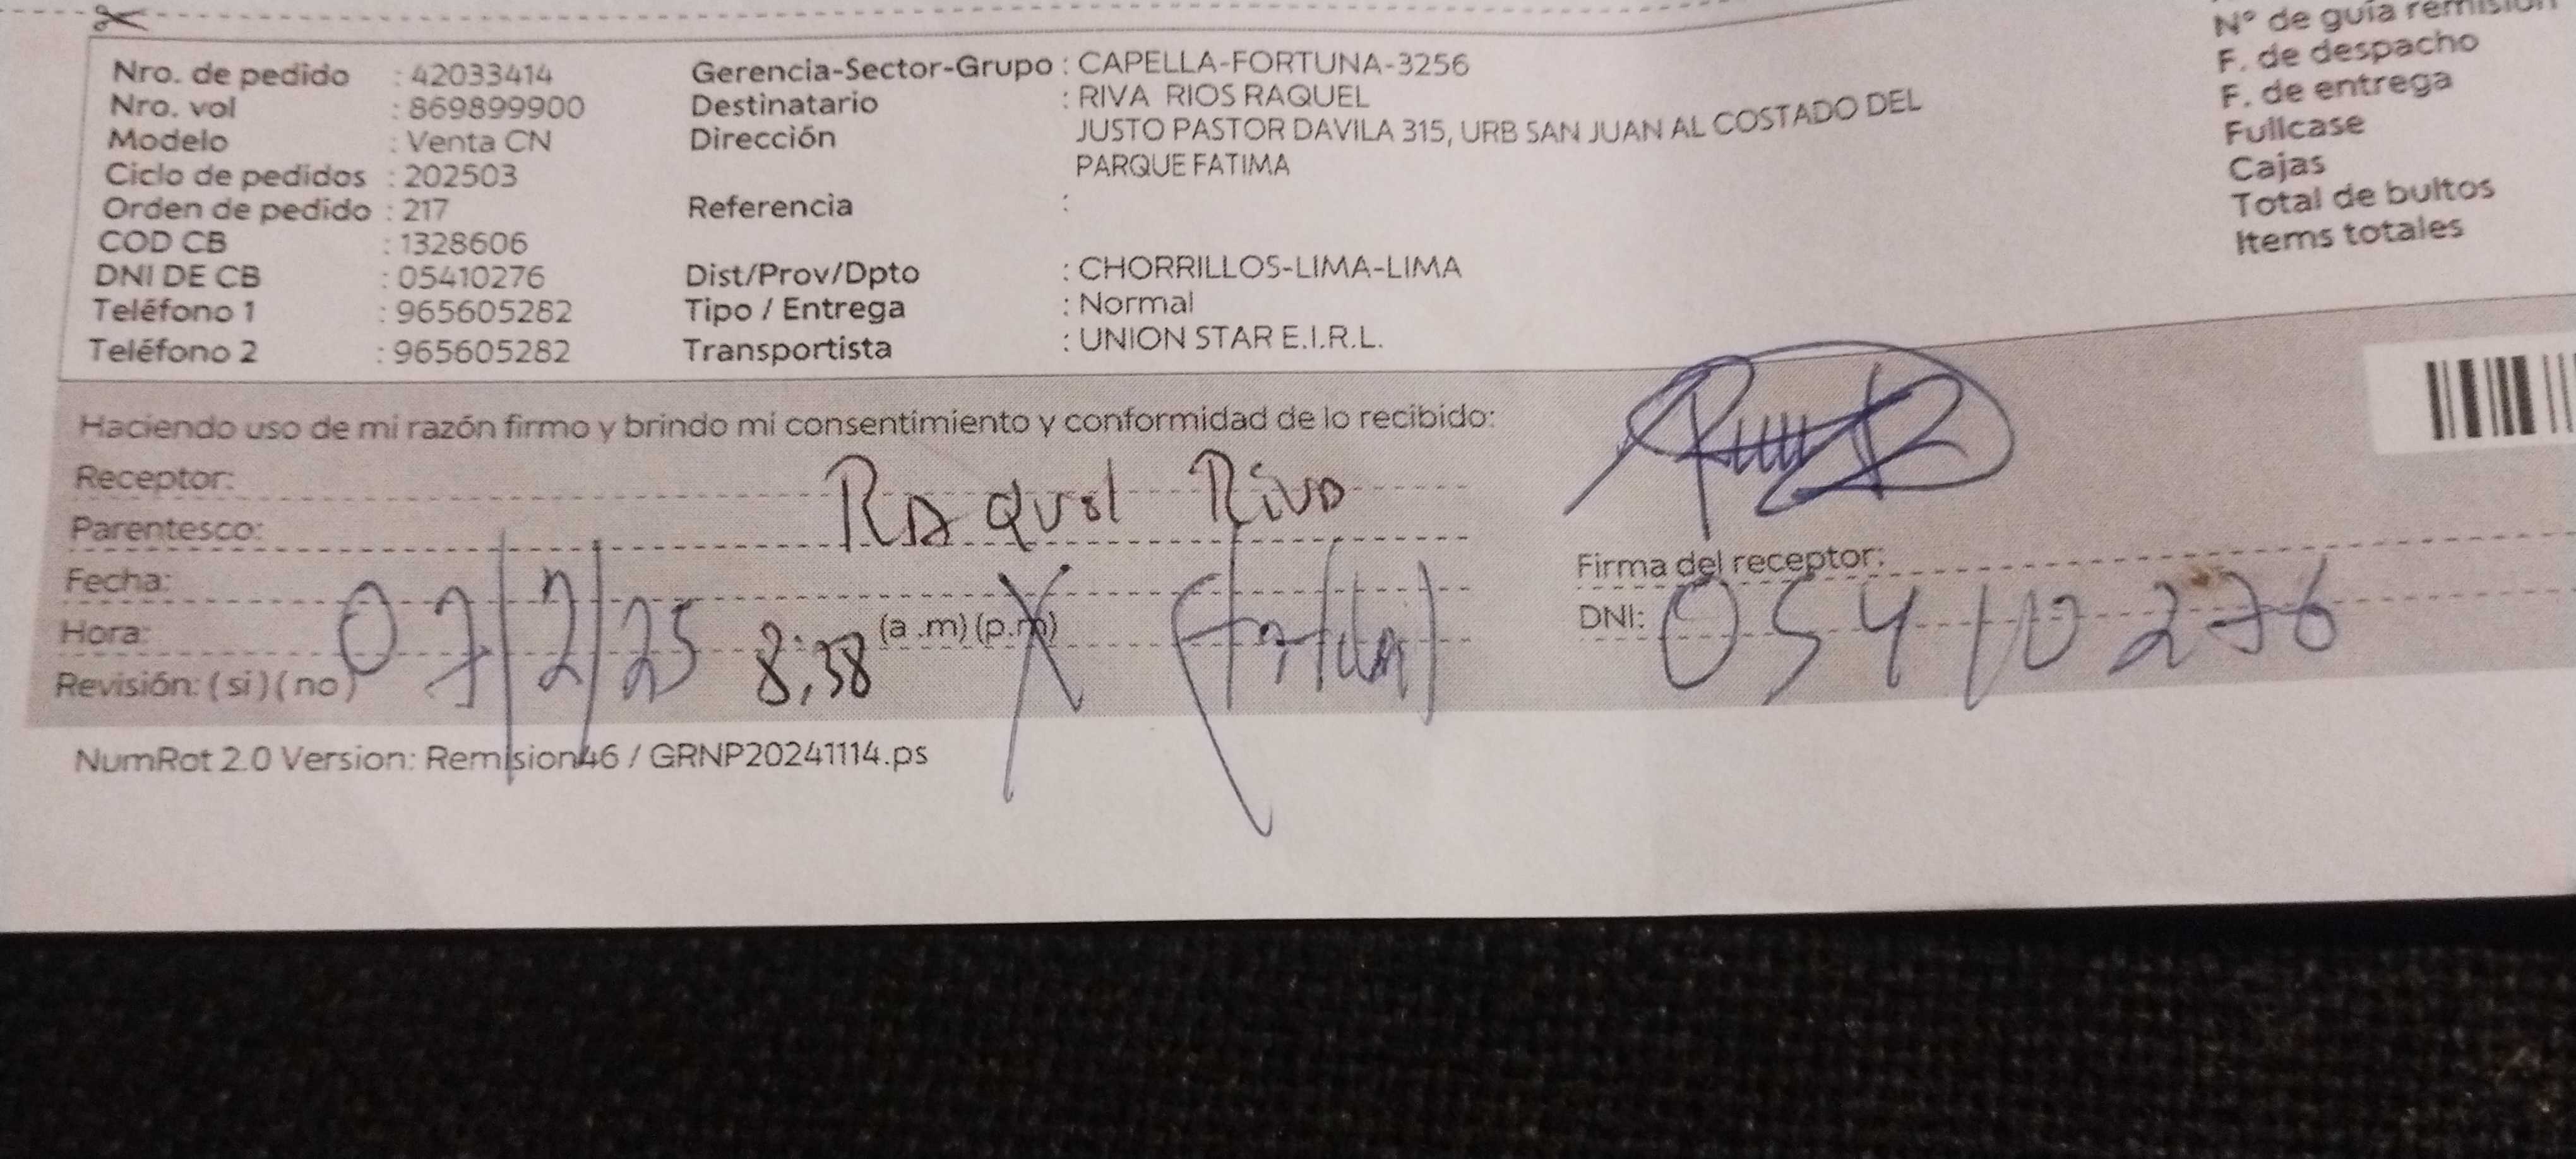 Nro. de pedido : 42033414
Nro. vol : 869899900
Modelo : Venta CN
Ciclo de pedidos : 202503
Orden de pedido : 217
COD CB : 1328606
DNI DE CB : 05410276
Teléfono 1 : 965605282
Teléfono 2 : 965605282
Gerencia-Sector-Grupo : CAPELLA-FORTUNA-3256
Destinatario : RIVA RIOS RAQUEL
Dirección JUSTO PASTOR DAVILA 315, URB SAN JUAN AL COSTADO DEL
PARQUE FATIMA
Referencia :
Dist/Prov/Dpto : CHORRILLOS-LIMA-LIMA
Tipo / Entrega : Normal
Transportista : UNION STAR E.I.R.L.
N° de guía remisión
F. de despacho
F. de entrega
Fullcase
Cajas
Total de bultos
Items totales
Haciendo uso de mi razón firmo y brindo mi consentimiento y conformidad de lo recibido:
Receptor: Raquel Riva
Parentesco:
Fecha: 07/2/25
Hora: 8:38 (a .m) (p.m)
Revisión: ( si ) ( no )
Firma del receptor:
DNI: 05410276
NumRot 2.0 Version: Remision46 / GRNP20241114.ps